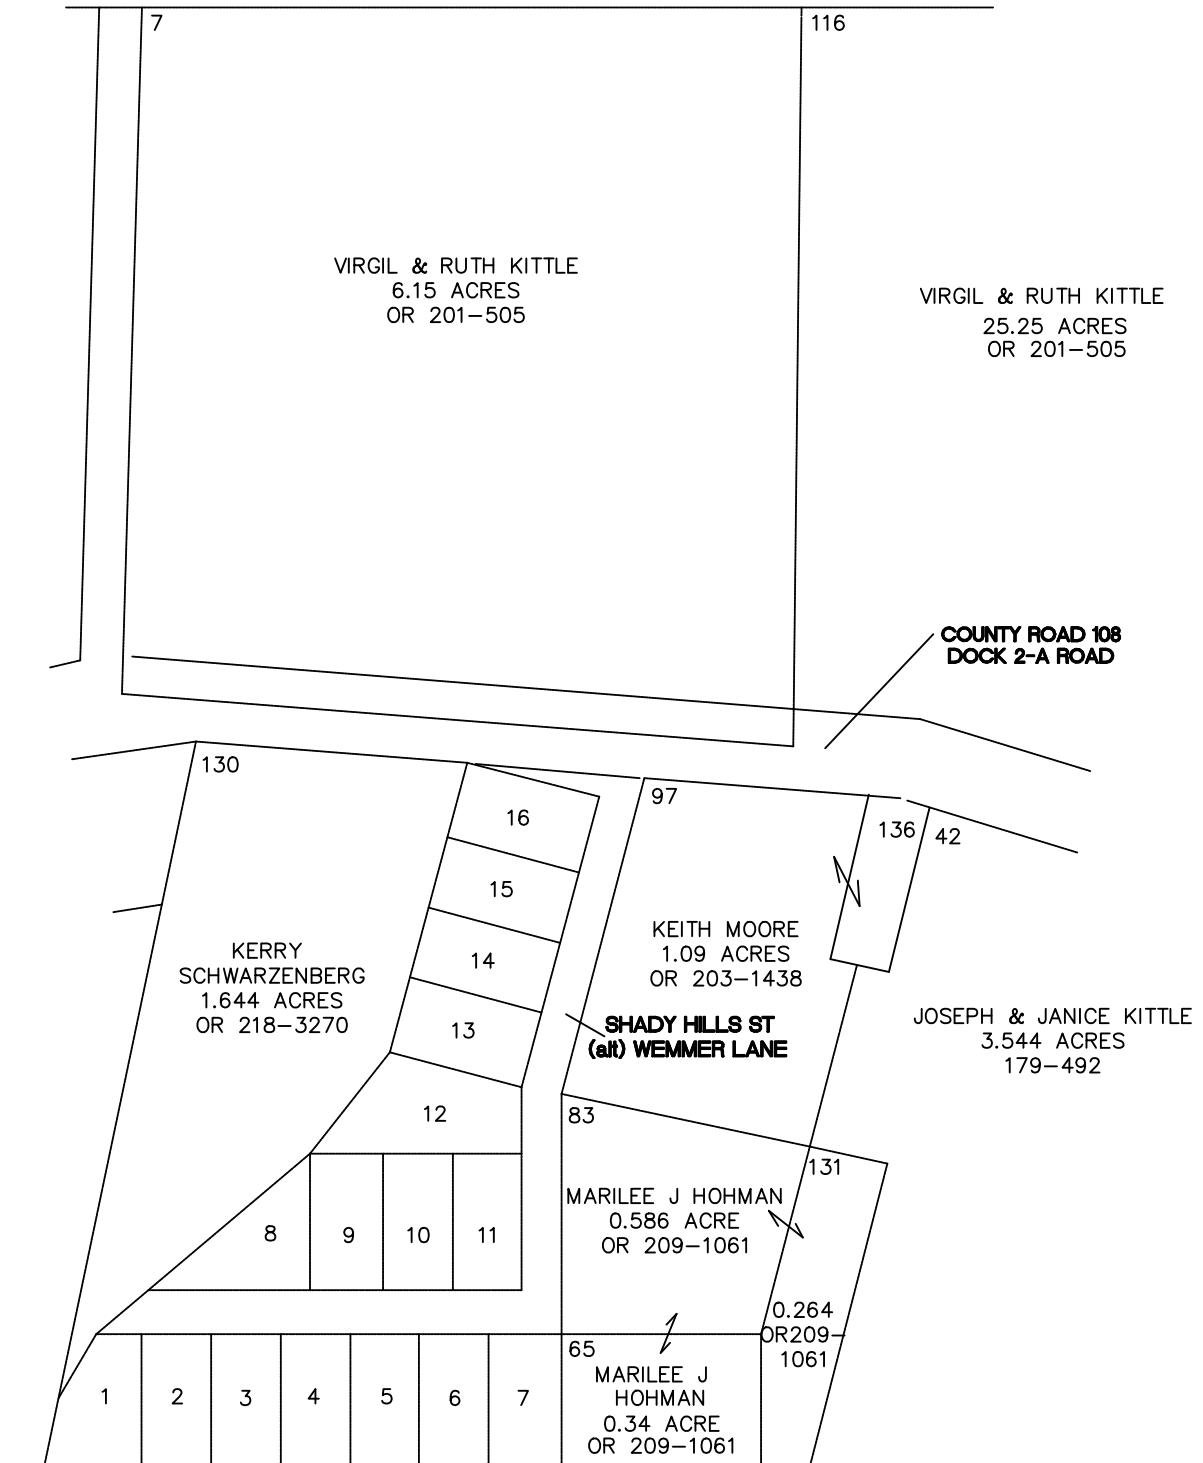 7
116
VIRGIL & RUTH KITTLE
6.15 ACRES
OR 201-505
VIRGIL & RUTH KITTLE
25.25 ACRES
OR 201-505
COUNTY ROAD 108
DOCK 2-A ROAD
130
97
136
42
16
15
14
13
12
KERRY
SCHWARZENBERG
1.644 ACRES
OR 218-3270
KEITH MOORE
1.09 ACRES
OR 203-1438
SHADY HILLS ST
(alt) WEMMER LANE
JOSEPH & JANICE KITTLE
3.544 ACRES
179-492
83
131
MARILEE J HOHMAN
0.586 ACRE
OR 209-1061
8
9
10
11
0.264
OR209-
1061
65
MARILEE J
HOHMAN
0.34 ACRE
OR 209-1061
1
2
3
4
5
6
7